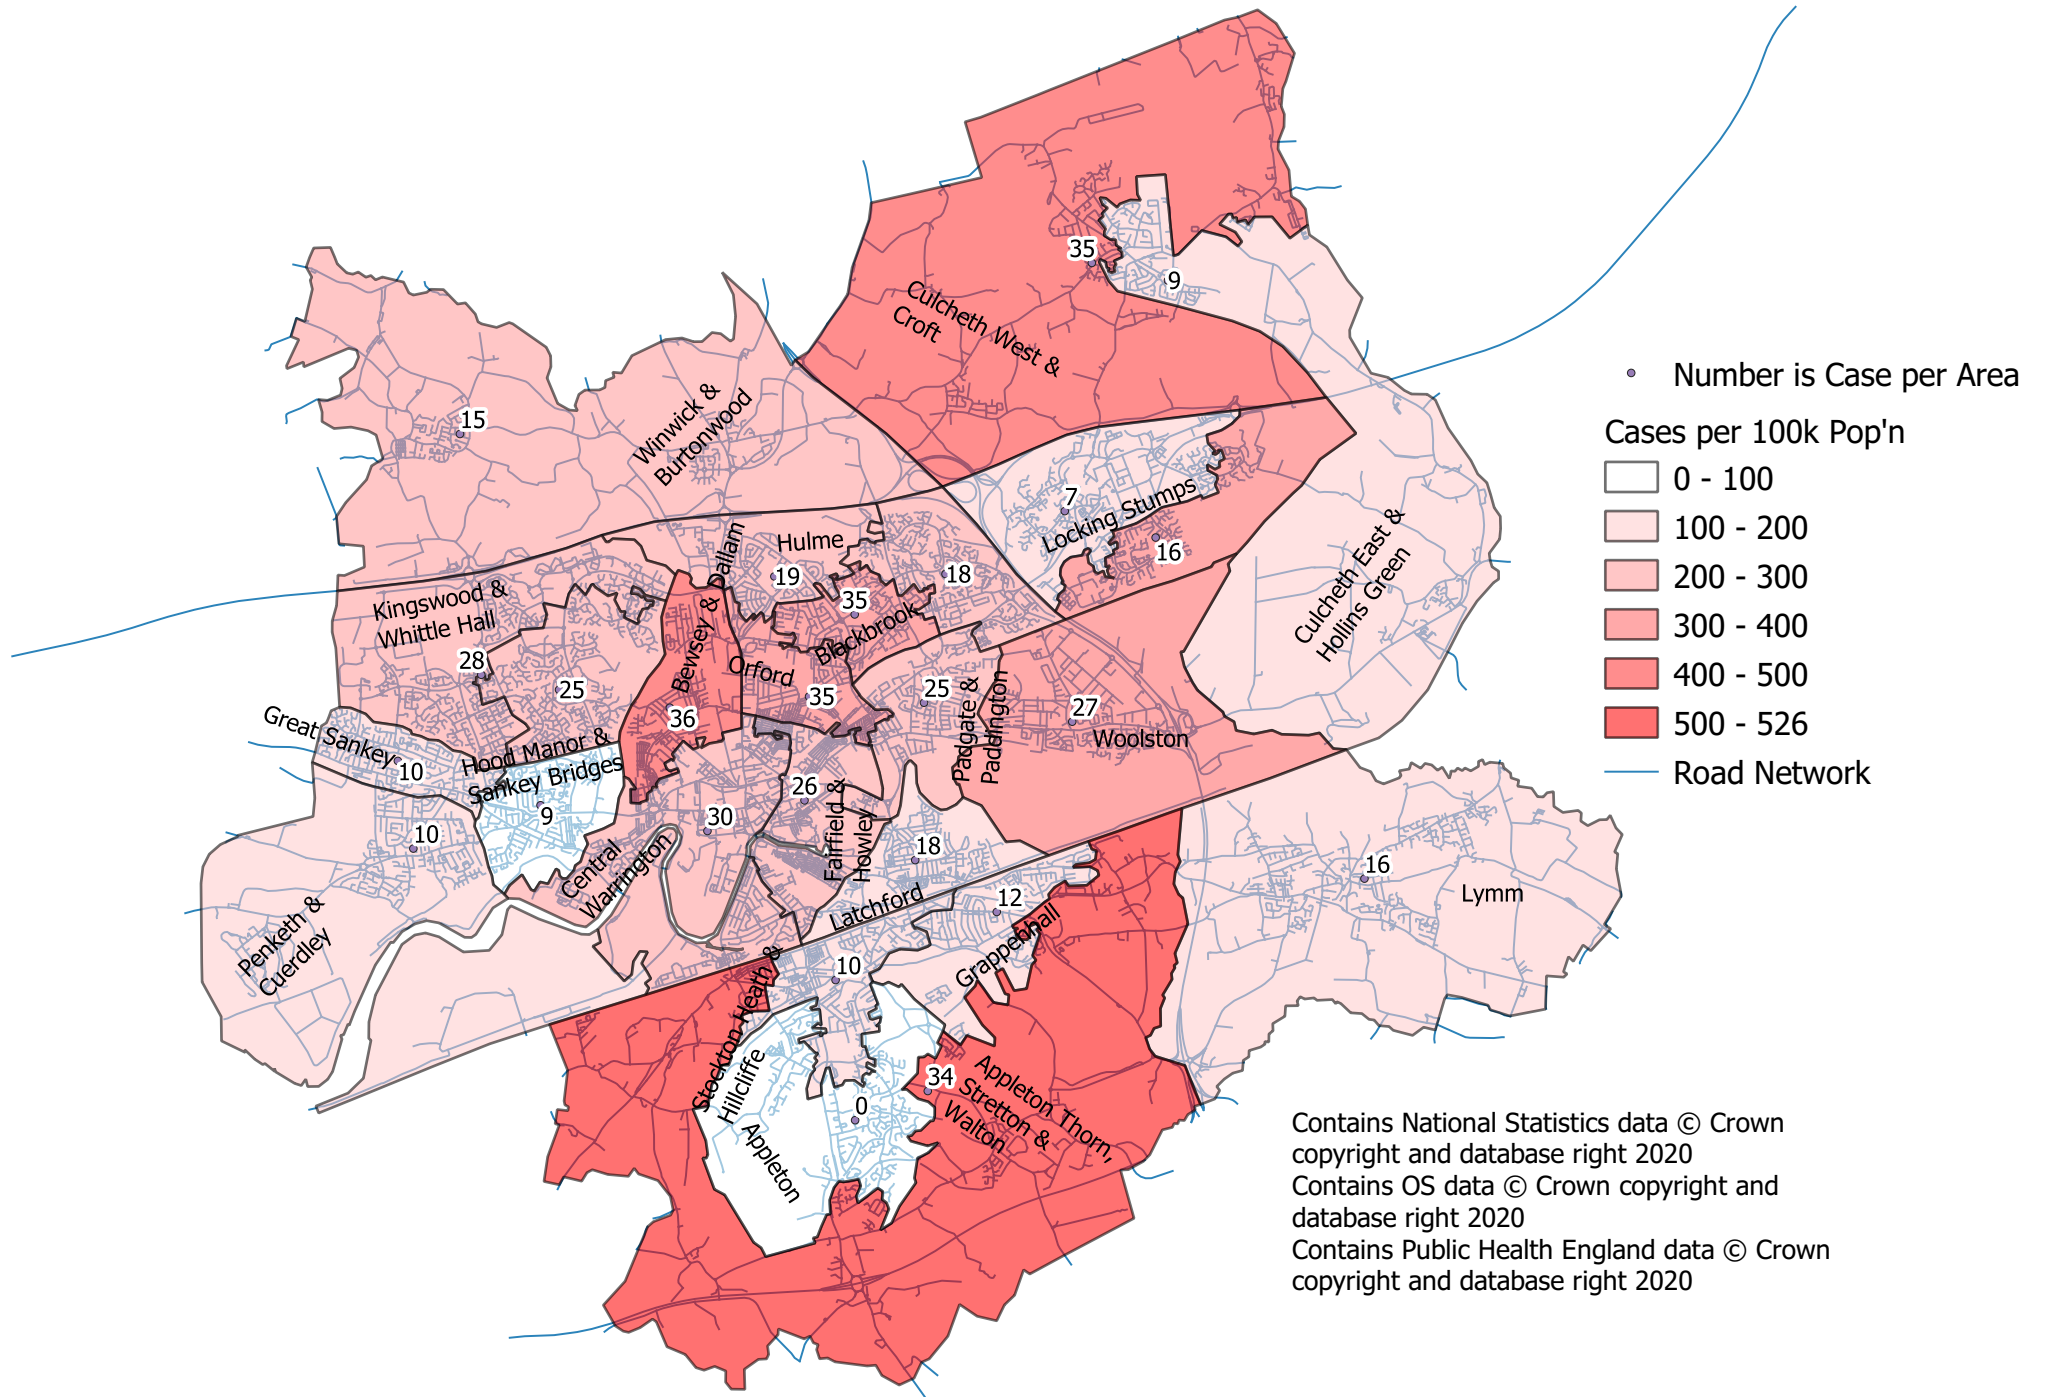 35
9
Culcheth West &
Croft
15
Winwick &
Burtonwood
7
Locking Stumps
16
Culcheth East &
Hollins Green
Hulme
19
18
35
Blackbrook
Kingswood &
Whittle Hall
28
25
Bewsey & Dallam
36
Orford
35
25
Padgate &
Paddington
27
Woolston
Great Sankey
10
Hood Manor &
Sankey Bridges
9
10
Penketh &
Cuerdley
30
Central
Warrington
26
Fairfield &
Howley
18
Latchford
12
Grappenhall
16
Lymm
10
Stockton Heath &
Hillcliffe
0
Appleton
34
Appleton Thorn,
Stretton &
Walton
Number is Case per Area
Cases per 100k Pop'n
0 - 100
100 - 200
200 - 300
300 - 400
400 - 500
500 - 526
Road Network
Contains National Statistics data © Crown
copyright and database right 2020
Contains OS data © Crown copyright and
database right 2020
Contains Public Health England data © Crown
copyright and database right 2020